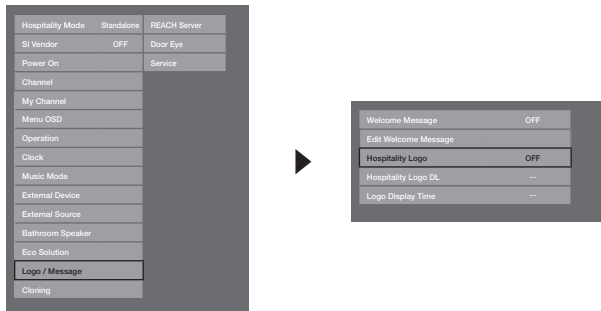 Hospitality Mode Standalone REACH Server
SI Vendor OFF Door Eye
Power On Service
Channel
My Channel
Menu OSD
Operation
Clock
Music Mode
External Device
External Source
Bathroom Speaker
Eco Solution
Logo / Message
Cloning
Welcome Message OFF
Edit Welcome Message
Hospitality Logo OFF
Hospitality Logo DL ...
Logo Display Time ...